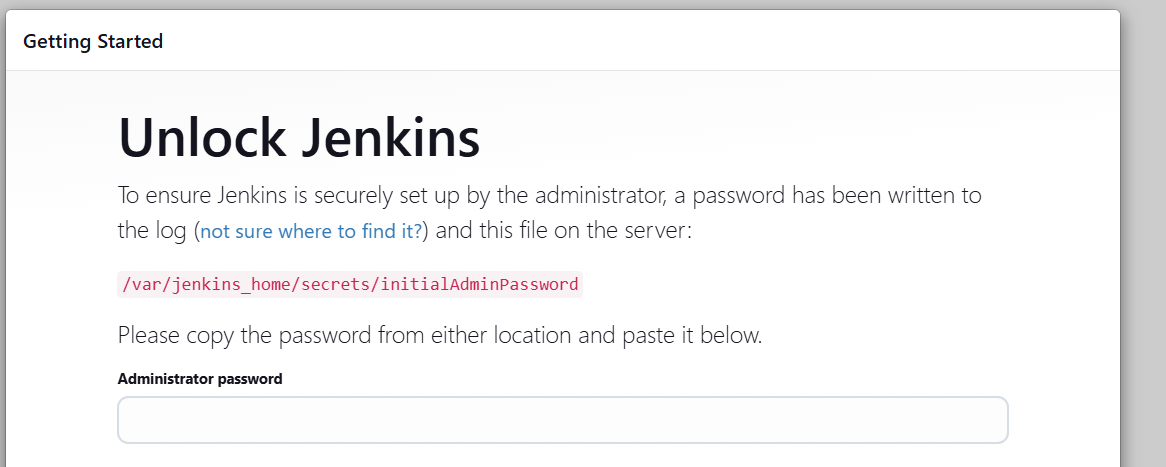 Getting Started
Unlock Jenkins
To ensure Jenkins is securely set up by the administrator, a password has been written to
the log (not sure where to find it?) and this file on the server:
/var/jenkins_home/secrets/initialAdminPassword
Please copy the password from either location and paste it below.
Administrator password